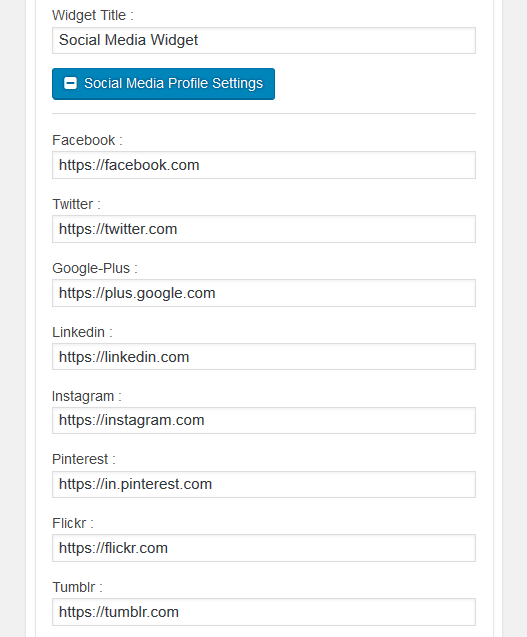 Widget Title :
Social Media Widget
Social Media Profile Settings
Facebook :
https://facebook.com
Twitter :
https://twitter.com
Google-Plus :
https://plus.google.com
Linkedin :
https://linkedin.com
Instagram :
https://instagram.com
Pinterest :
https://in.pinterest.com
Flickr :
https://flickr.com
Tumblr :
https://tumblr.com